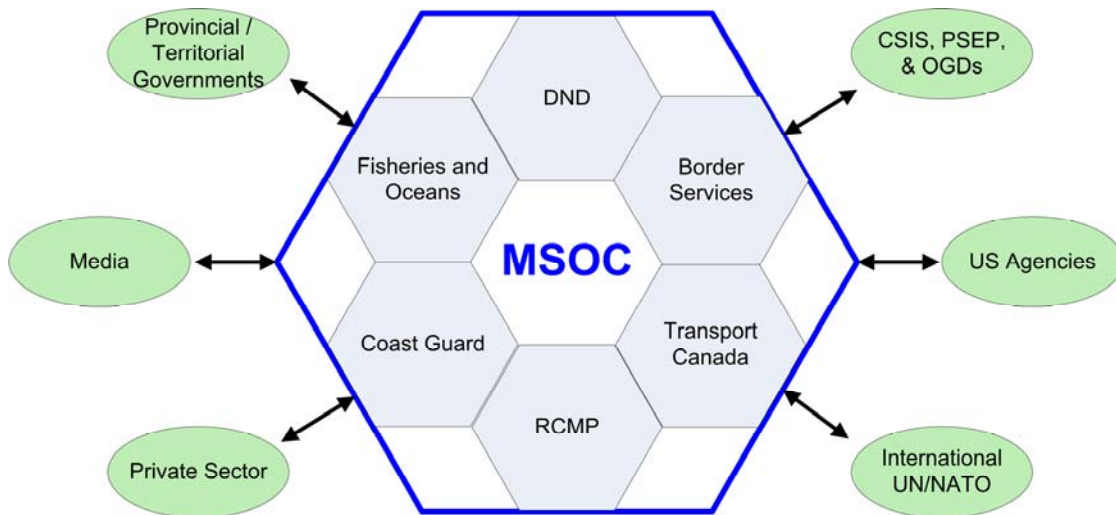 Provincial /
Territorial
Governments
CSIS, PSEP,
& OGDs
DND
Fisheries and
Oceans
Border
Services
Media
MSOC
US Agencies
Coast Guard
Transport
Canada
RCMP
Private Sector
International
UN/NATO